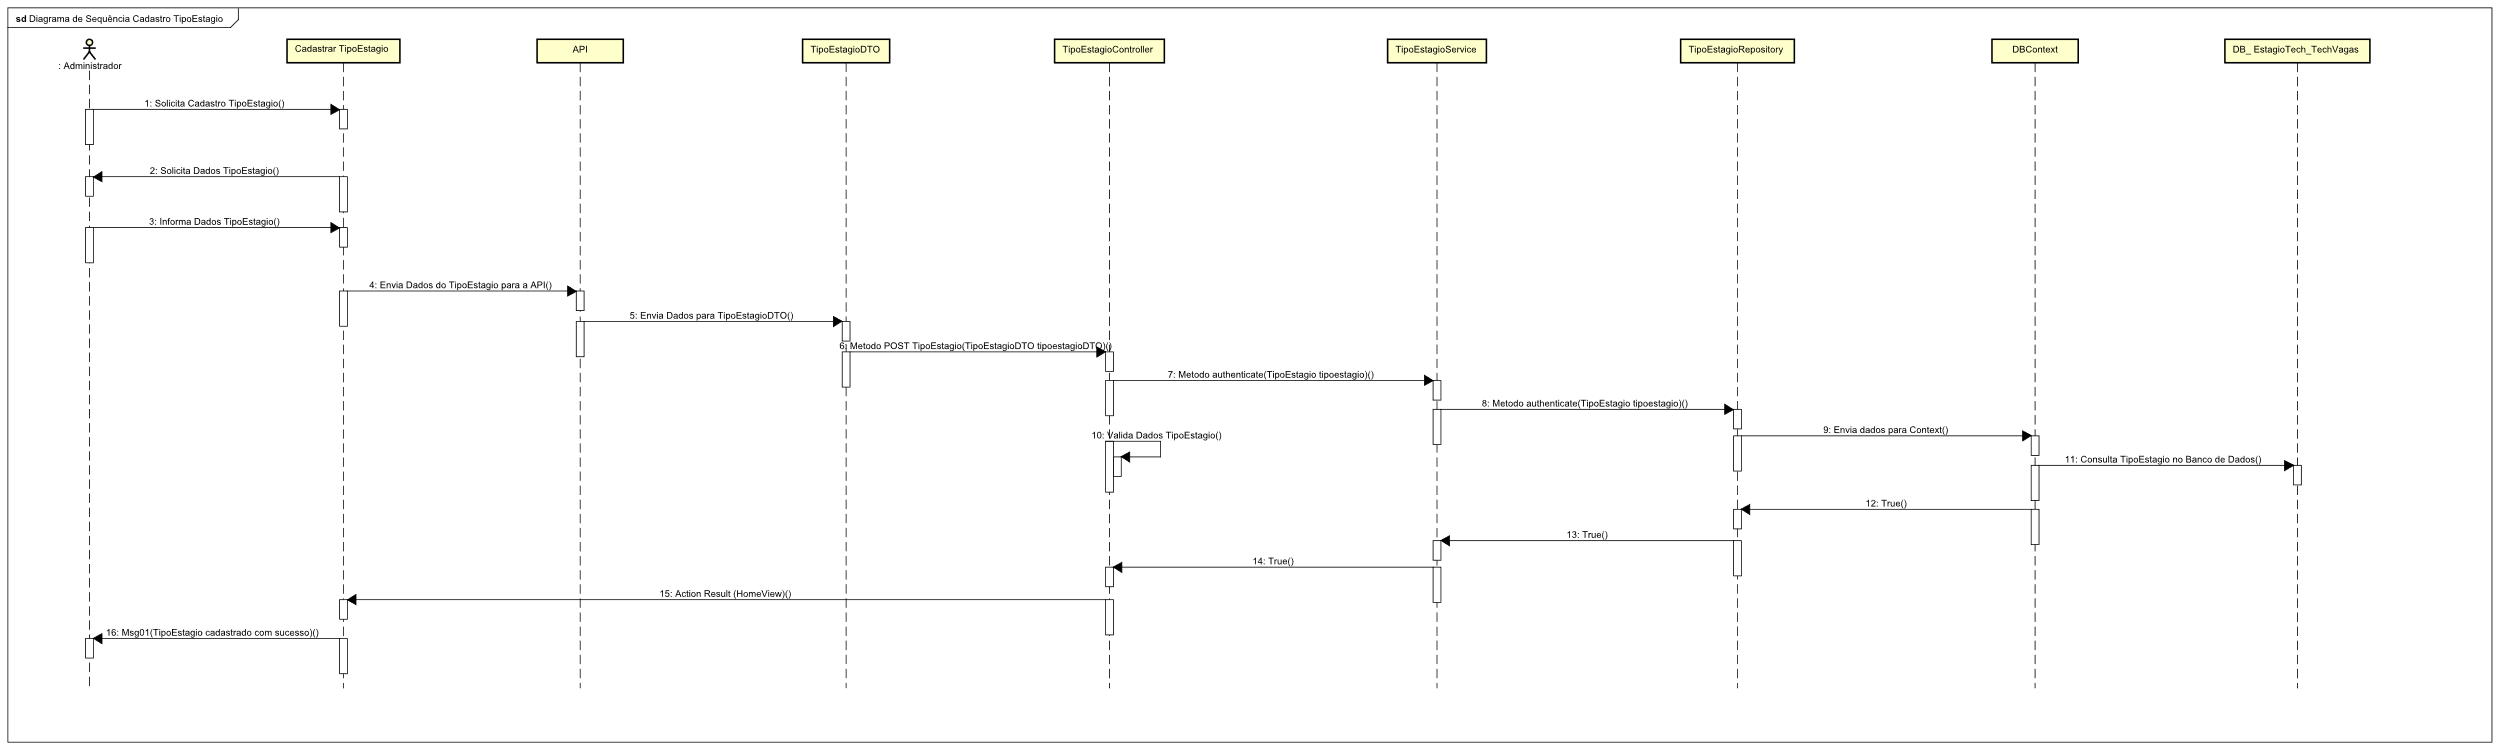 sd Diagrama de Sequência Cadastro TipoEstagio
: Administrador
Cadastrar TipoEstagio
API
TipoEstagioDTO
TipoEstagioController
TipoEstagioService
TipoEstagioRepository
DBContext
DB_ EstagioTech_TechVagas
1: Solicita Cadastro TipoEstagio()
2: Solicita Dados TipoEstagio()
3: Informa Dados TipoEstagio()
4: Envia Dados do TipoEstagio para a API()
5: Envia Dados para TipoEstagioDTO()
6: Metodo POST TipoEstagio(TipoEstagioDTO tipoestagioDTO)()
7: Metodo authenticate(TipoEstagio tipoestagio)()
8: Metodo authenticate(TipoEstagio tipoestagio)()
9: Envia dados para Context()
10: Valida Dados TipoEstagio()
11: Consulta TipoEstagio no Banco de Dados()
12: True()
13: True()
14: True()
15: Action Result (HomeView)()
16: Msg01(TipoEstagio cadastrado com sucesso)()